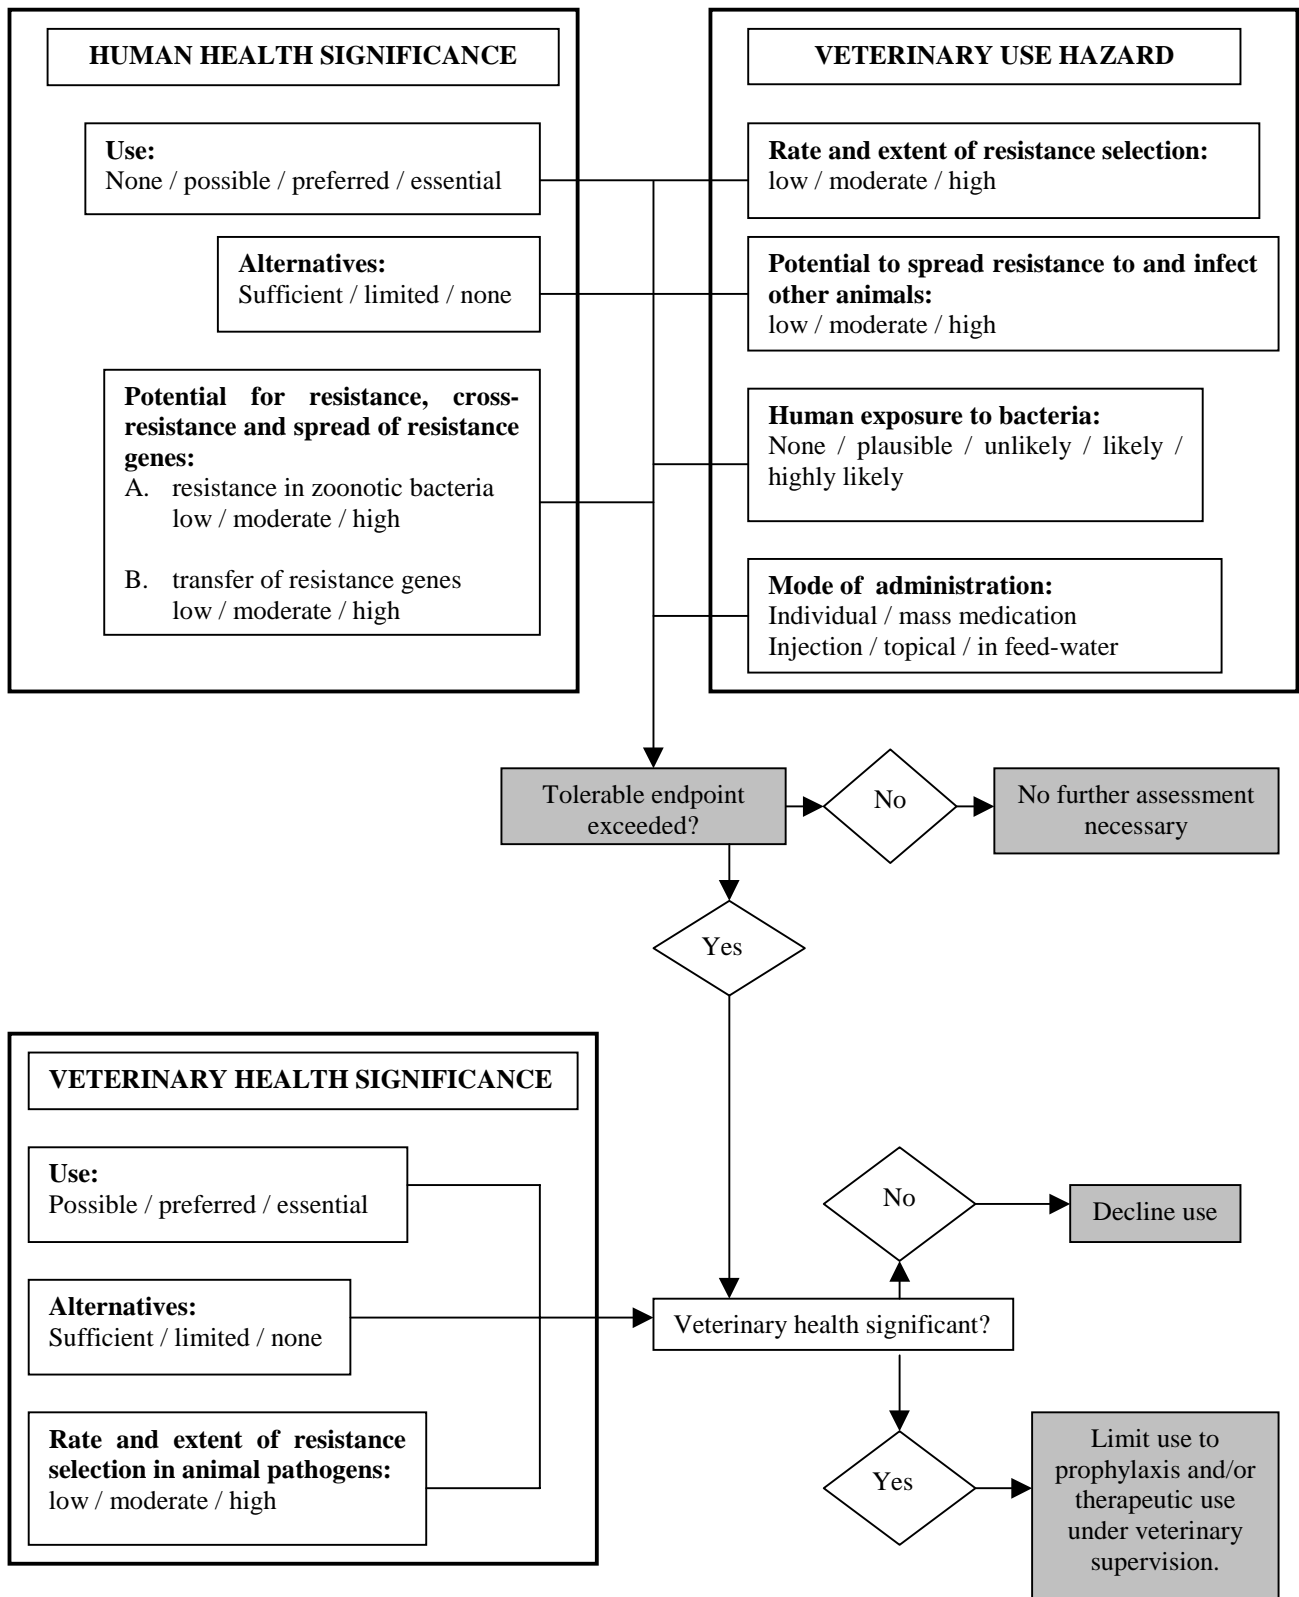 HUMAN HEALTH SIGNIFICANCE
Use:
None / possible / preferred / essential
Alternatives:
Sufficient / limited / none
Potential for resistance, cross-
resistance and spread of resistance
genes:
A. resistance in zoonotic bacteria
low / moderate / high
B. transfer of resistance genes
low / moderate / high
VETERINARY USE HAZARD
Rate and extent of resistance selection:
low / moderate / high
Potential to spread resistance to and infect
other animals:
low / moderate / high
Human exposure to bacteria:
None / plausible / unlikely / likely /
highly likely
Mode of administration:
Individual / mass medication
Injection / topical / in feed-water
Tolerable endpoint
exceeded?
No
No further assessment
necessary
Yes
VETERINARY HEALTH SIGNIFICANCE
Use:
Possible / preferred / essential
Alternatives:
Sufficient / limited / none
Rate and extent of resistance
selection in animal pathogens:
low / moderate / high
Veterinary health significant?
No
Decline use
Yes
Limit use to
prophylaxis and/or
therapeutic use
under veterinary
supervision.